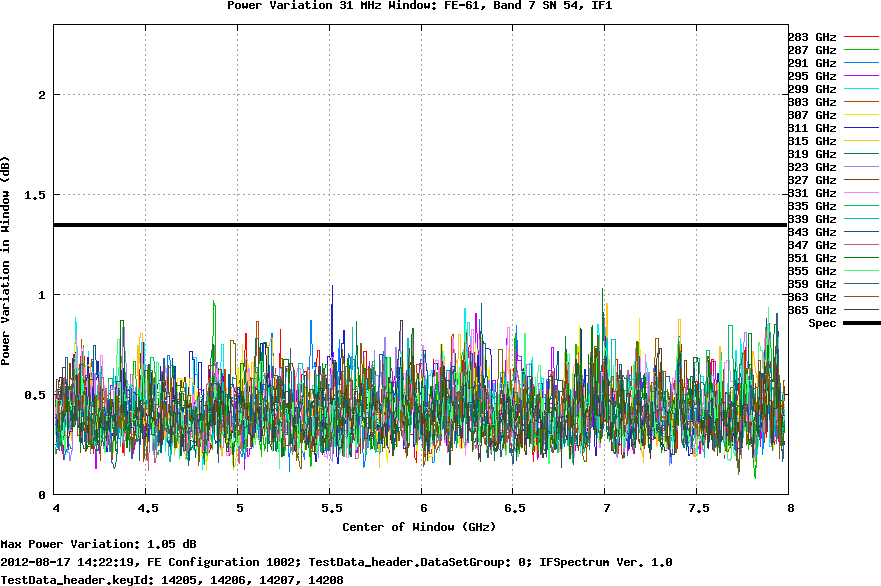 Power Variation 31 MHz Window: FE-61, Band 7 SN 54, IF1
283 GHz
287 GHz
291 GHz
295 GHz
299 GHz
303 GHz
307 GHz
311 GHz
315 GHz
319 GHz
323 GHz
327 GHz
331 GHz
335 GHz
339 GHz
343 GHz
347 GHz
351 GHz
355 GHz
359 GHz
363 GHz
365 GHz
Spec
Power Variation in Window (dB)
2
1.5
1
0.5
0
4 4.5 5 5.5 6 6.5 7 7.5 8
Center of Window (GHz)
Max Power Variation: 1.05 dB
2012-08-17 14:22:19, FE Configuration 1002; TestData_header.DataSetGroup: 0; IFSpectrum Ver. 1.0
TestData_header.keyId: 14205, 14206, 14207, 14208